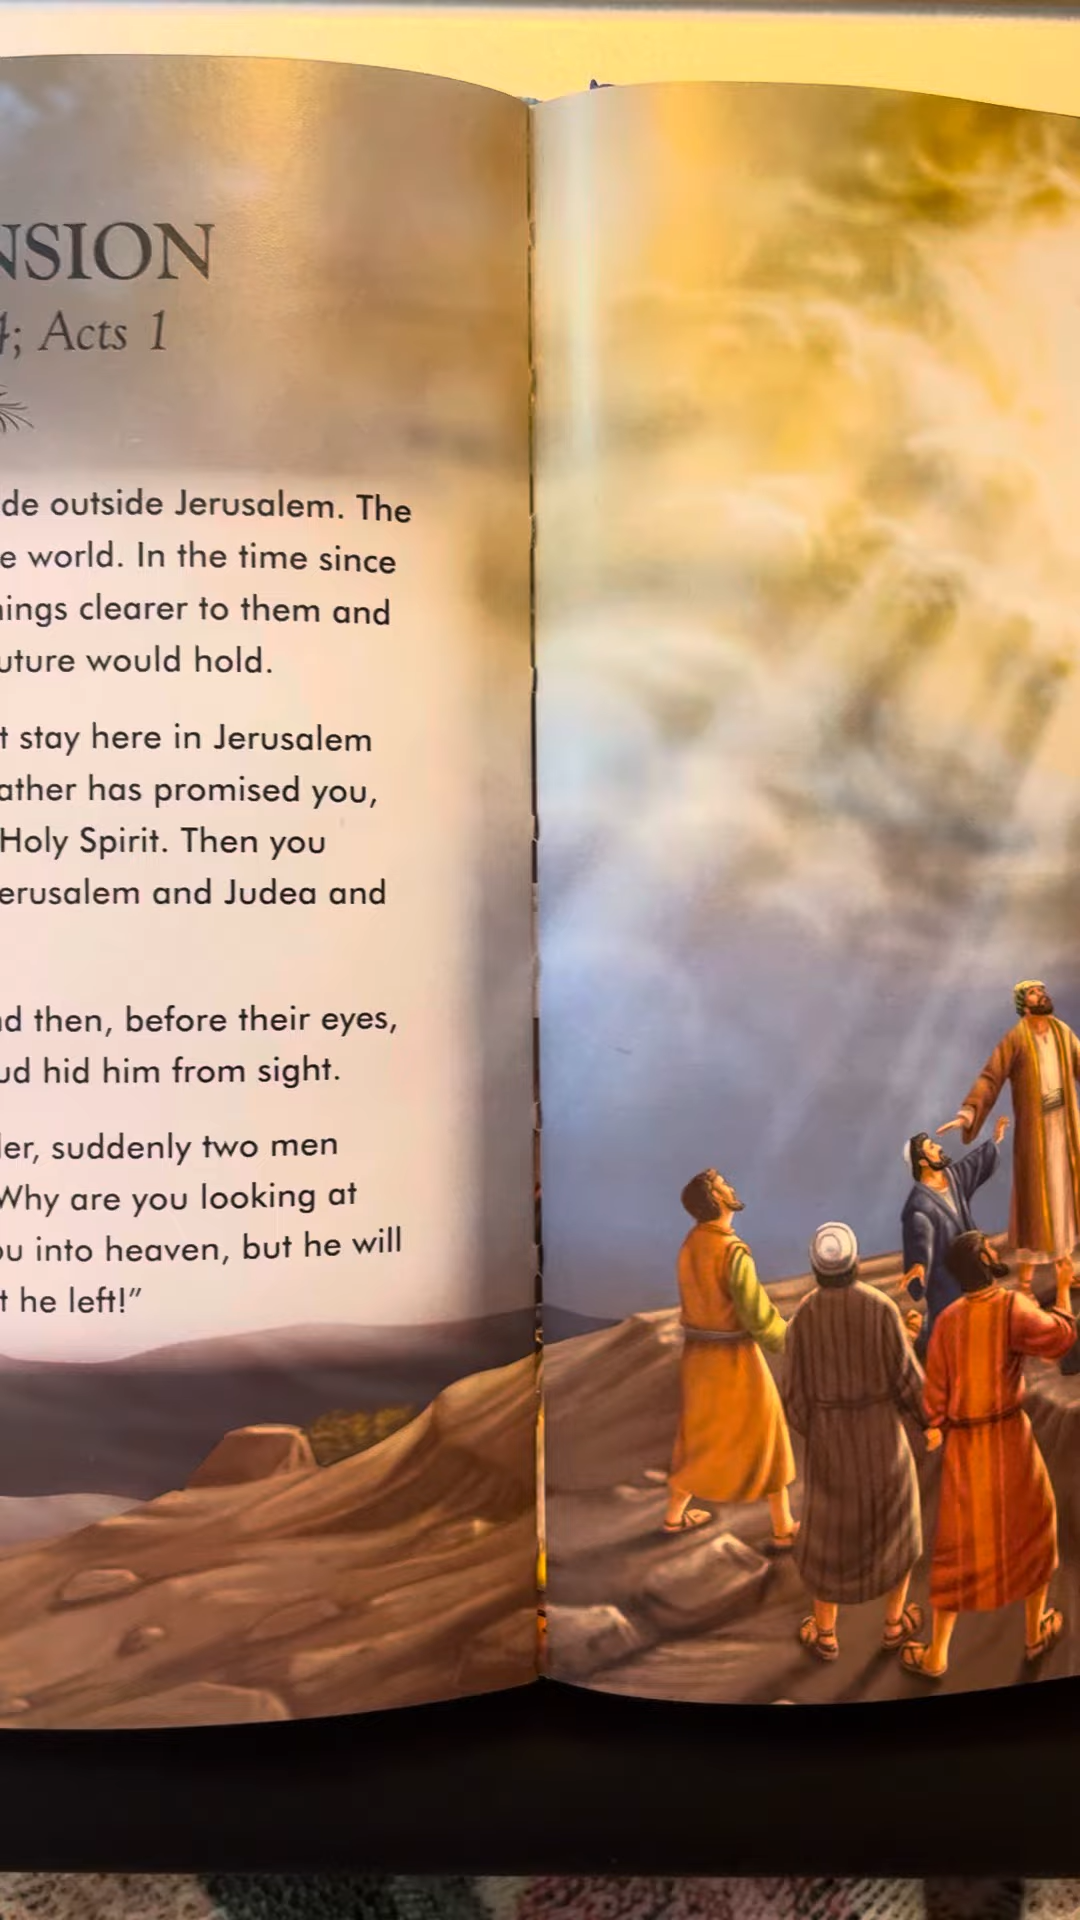 NSION
4; Acts 1
de outside Jerusalem. The
e world. In the time since
ings clearer to them and
uture would hold.
t stay here in Jerusalem
ather has promised you,
Holy Spirit. Then you
erusalem and Judea and
d then, before their eyes,
ud hid him from sight.
er, suddenly two men
Why are you looking at
ou into heaven, but he will
t he left!”